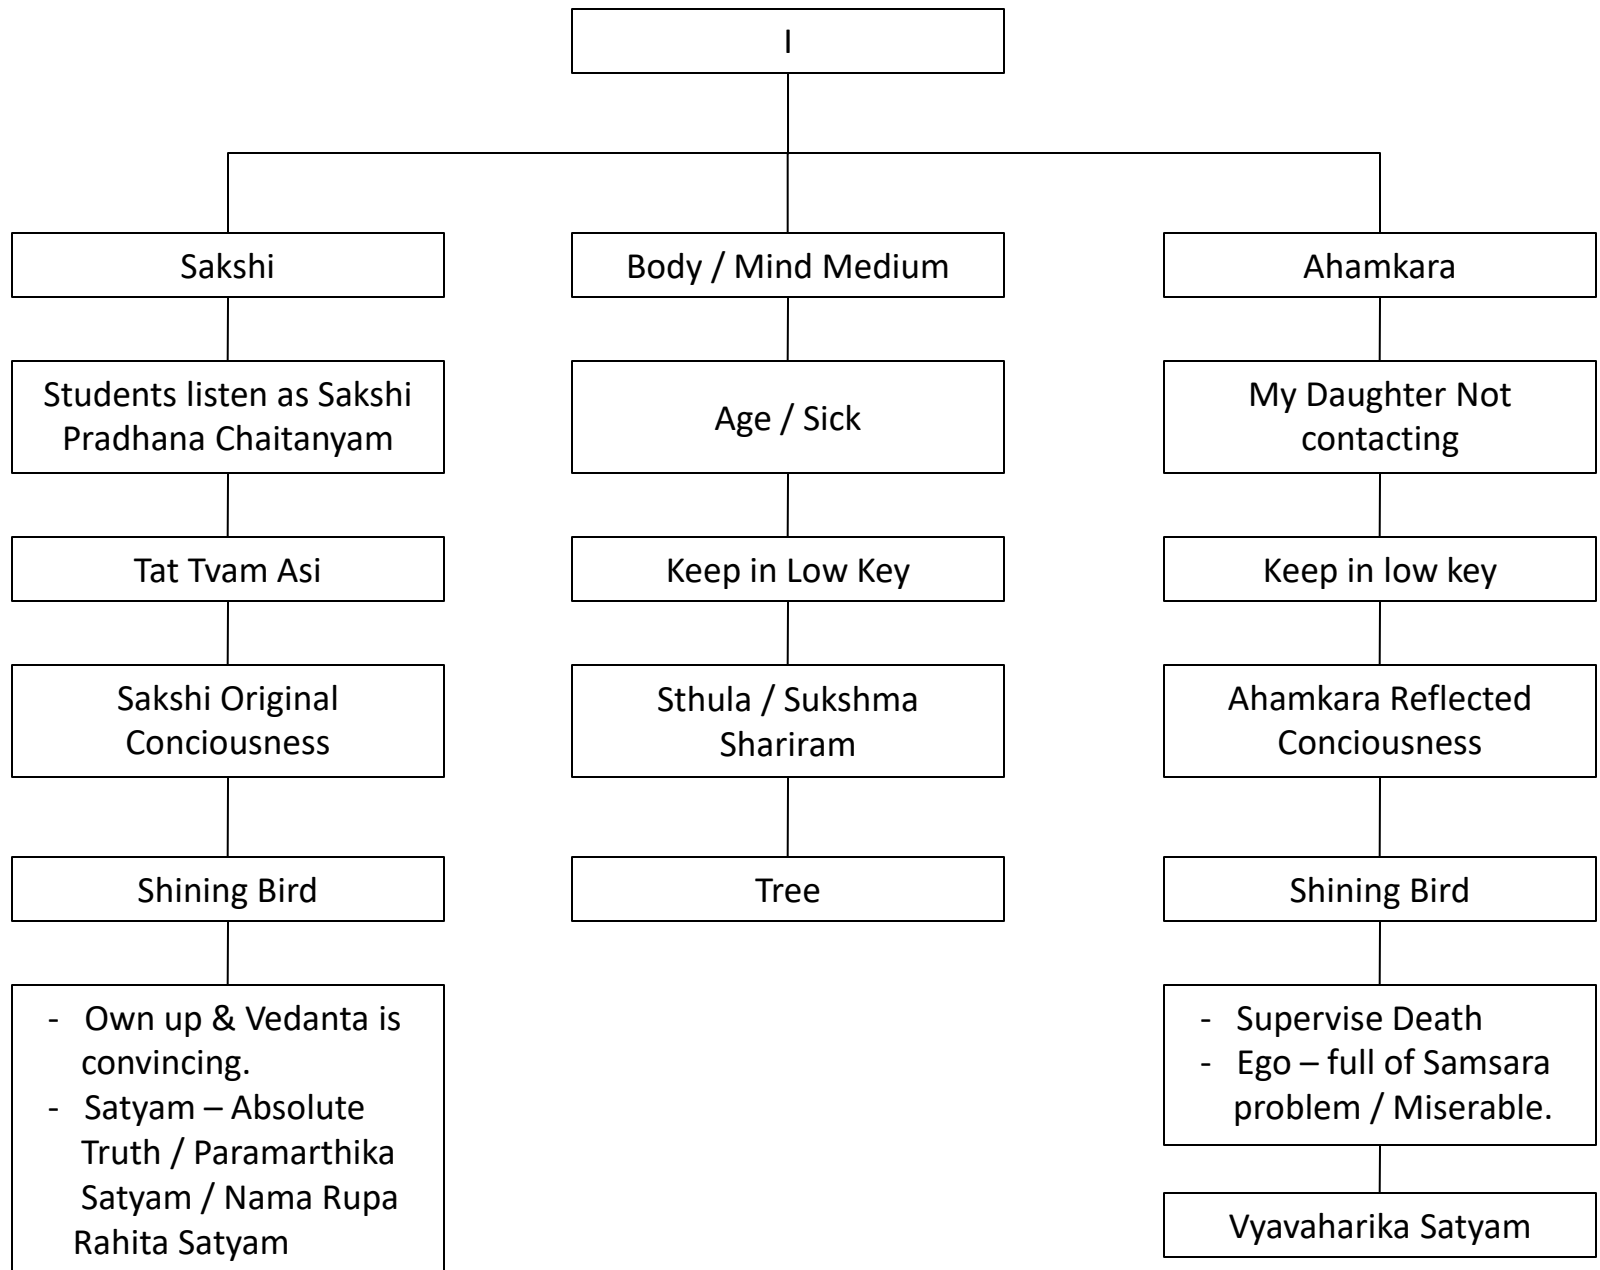 I
Sakshi
Body / Mind Medium
Ahamkara
Students listen as Sakshi
Pradhana Chaitanyam
Age / Sick
My Daughter Not
contacting
Tat Tvam Asi
Keep in Low Key
Keep in low key
Sakshi Original
Conciousness
Sthula / Sukshma
Shariram
Ahamkara Reflected
Conciousness
Shining Bird
Tree
Shining Bird
- Own up & Vedanta is
convincing.
- Satyam – Absolute
Truth / Paramarthika
Satyam / Nama Rupa
Rahita Satyam
- Supervise Death
- Ego – full of Samsara
problem / Miserable.
Vyavaharika Satyam